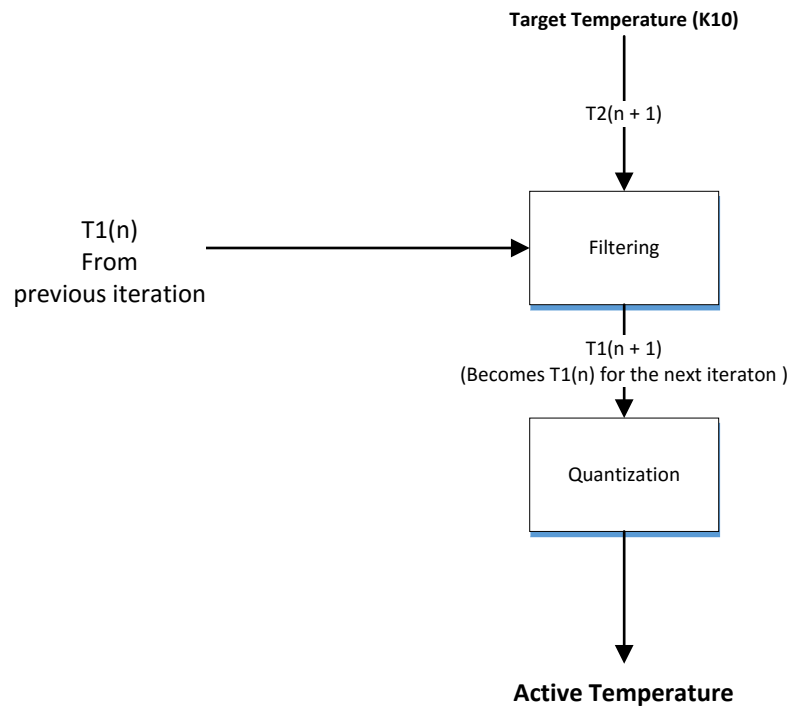 Target Temperature (K10)
T2(n + 1)
T1(n)
From
previous iteration
Filtering
T1(n + 1)
(Becomes T1(n) for the next iteraton )
Quantization
Active Temperature